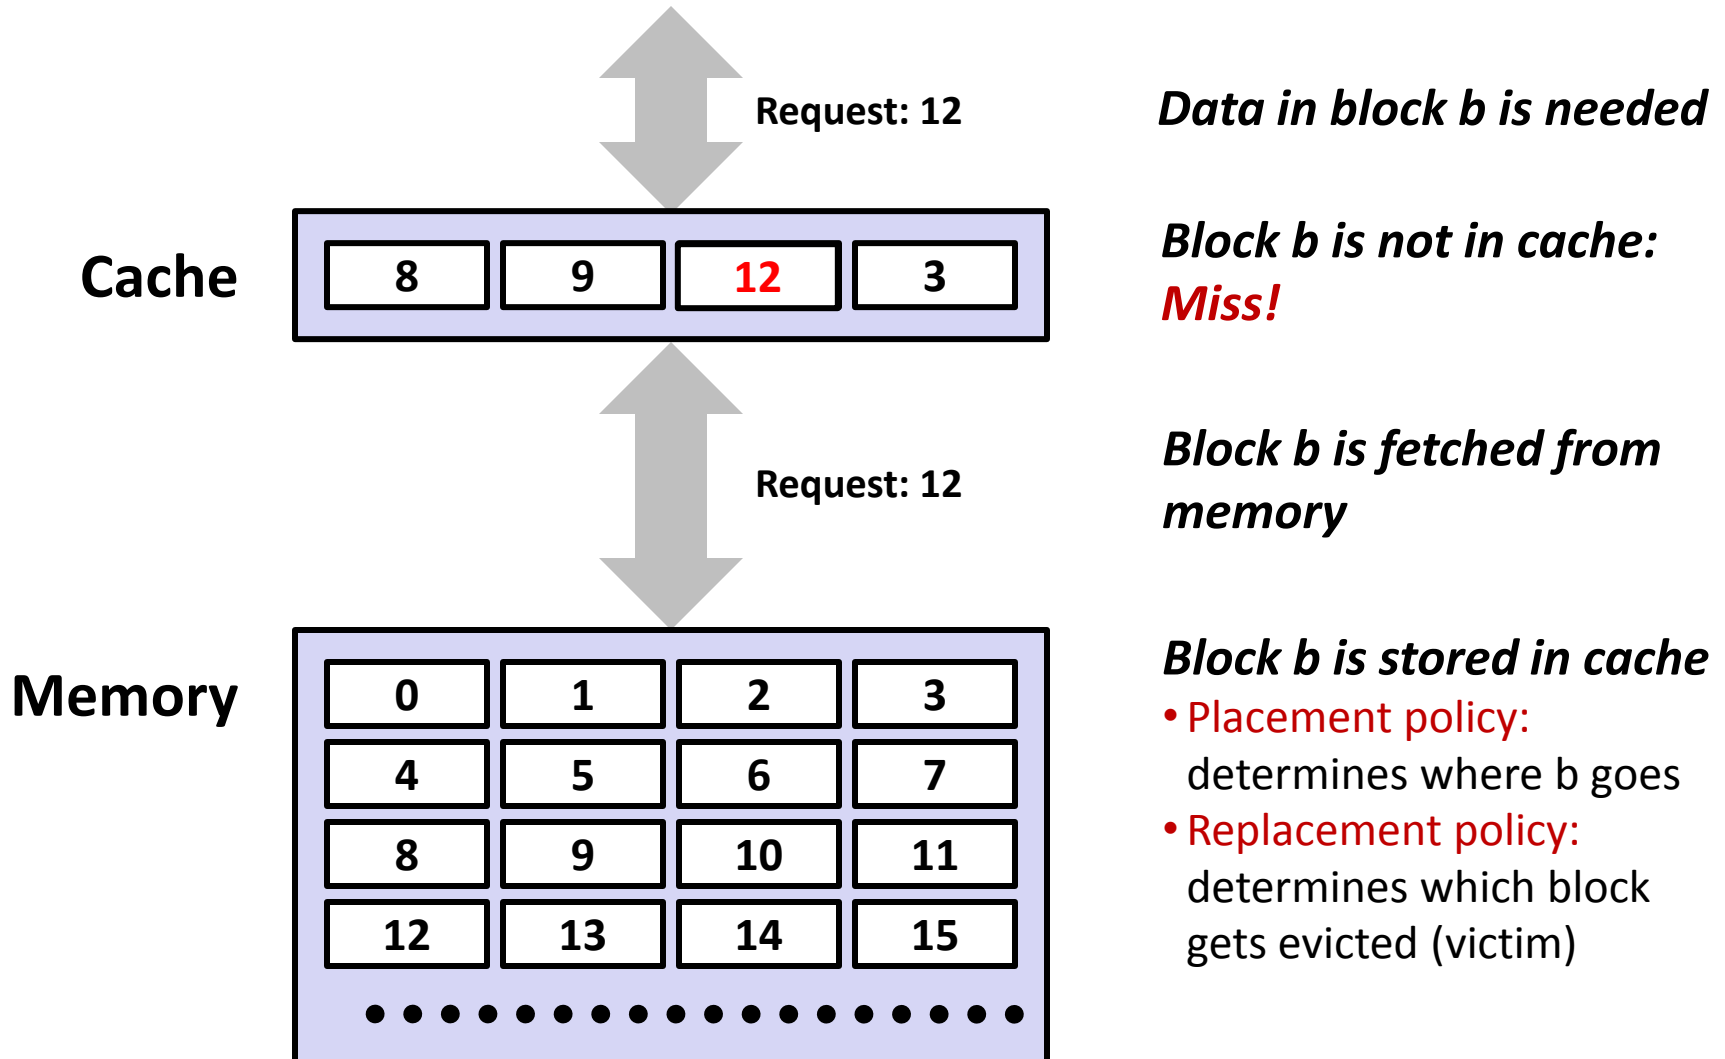 Request: 12
Data in block b is needed
Cache
8 9 12 3
Block b is not in cache:
Miss!
Request: 12
Block b is fetched from
memory
Memory
0 1 2 3
4 5 6 7
8 9 10 11
12 13 14 15
Block b is stored in cache
• Placement policy:
determines where b goes
• Replacement policy:
determines which block
gets evicted (victim)